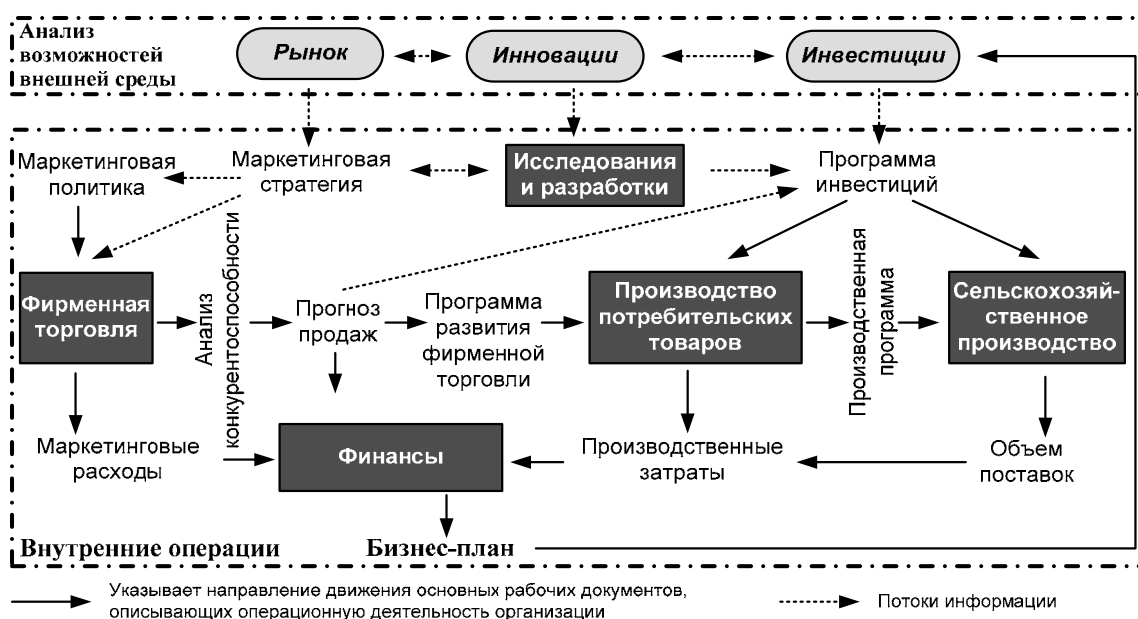 Анализ
возможностей
внешней среды
Рынок
Инновации
Инвестиции
Маркетинговая
политика
Маркетинговая
стратегия
Исследования
и разработки
Программа
инвестиций
Фирменная
торговля
Анализ
конкурентоспособности
Прогноз
продаж
Программа
развития
фирменной
торговли
Производство
потребительских
товаров
Производственная
программа
Сельскохозяй-
ственное
производство
Маркетинговые
расходы
Финансы
Производственные
затраты
Объем
поставок
Внутренние операции
Бизнес-план
Указывает направление движения основных рабочих документов,
описывающих операционную деятельность организации
Потоки информации